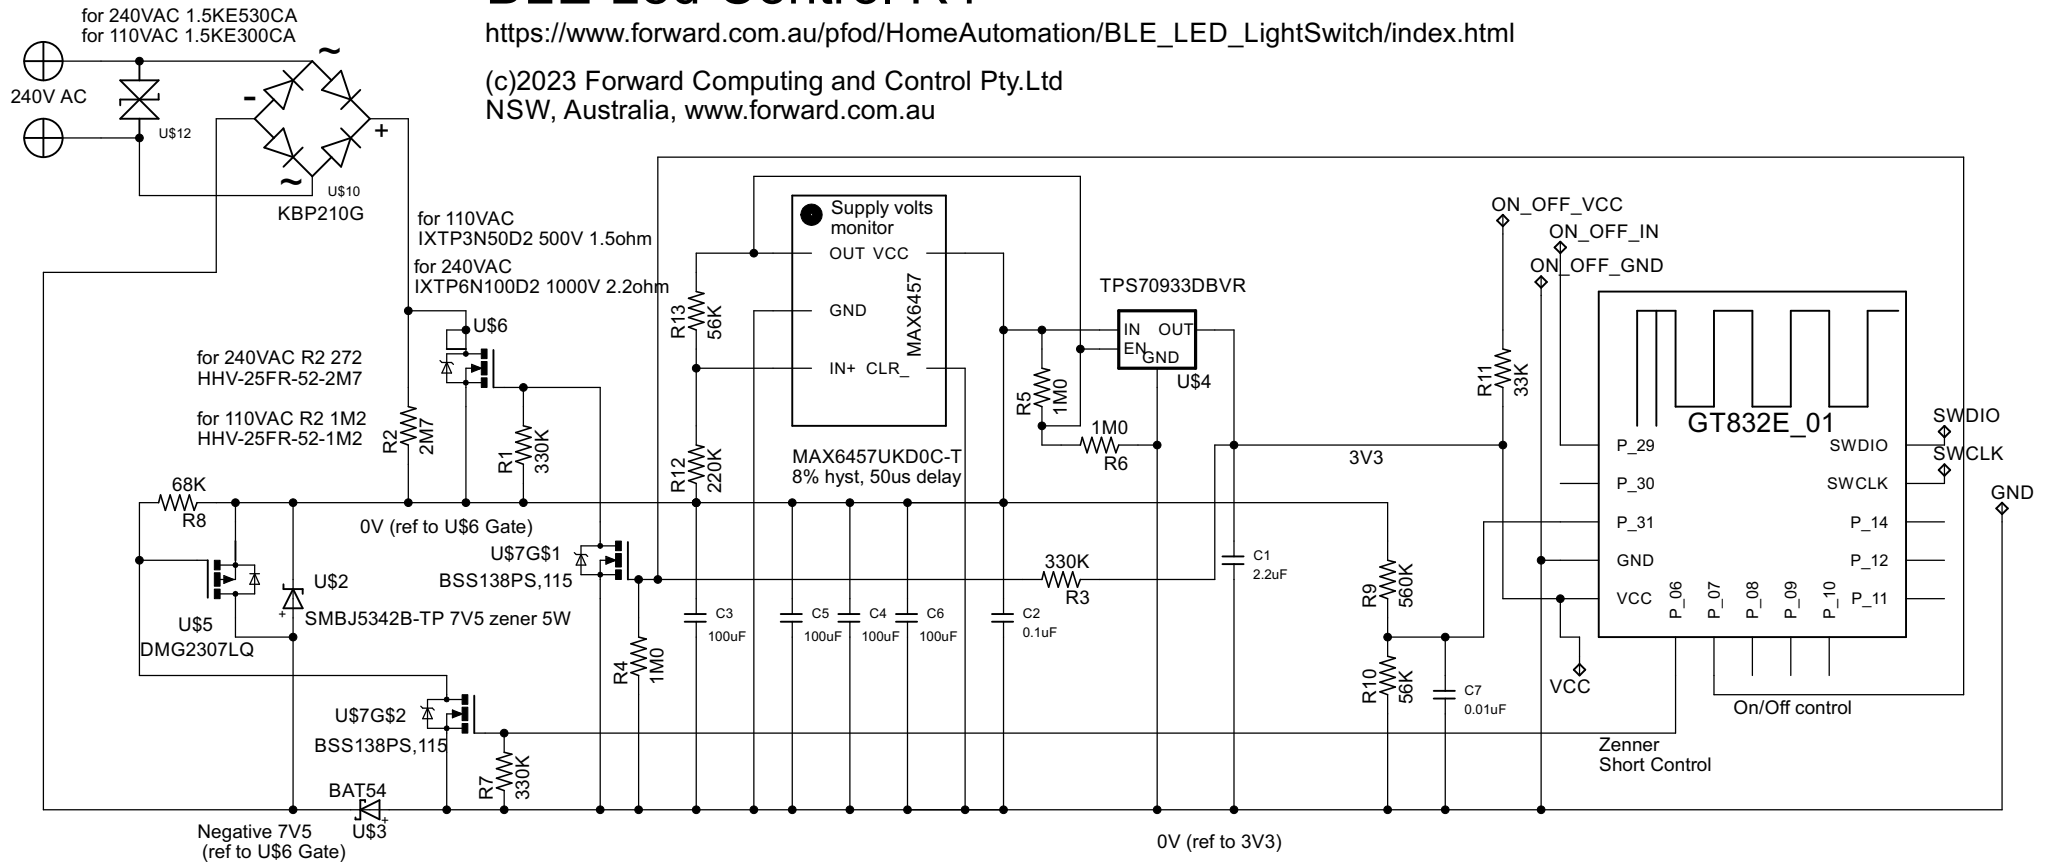 BLE Led Control R4
for 240VAC 1.5KE530CA
for 110VAC 1.5KE300CA
https://www.forward.com.au/pfod/HomeAutomation/BLE_LED_LightSwitch/index.html
(c)2023 Forward Computing and Control Pty.Ltd
NSW, Australia, www.forward.com.au
240V AC
U$12
~
-
+
~
U$10
KBP210G
for 110VAC
IXTP3N50D2 500V 1.5ohm
for 240VAC
IXTP6N100D2 1000V 2.2ohm
U$6
for 240VAC R2 272
HHV-25FR-52-2M7
for 110VAC R2 1M2
HHV-25FR-52-1M2
R2
2M7
R1
330K
68K
R8
0V (ref to U$6 Gate)
U$2
+
SMBJ5342B-TP 7V5 zener 5W
U$5
DMG2307LQ
U$7G$1
BSS138PS,115
U$7G$2
BSS138PS,115
R7
330K
BAT54
+
U$3
Negative 7V5
(ref to U$6 Gate)
Supply volts
monitor
OUT VCC
GND
IN+ CLR_
MAX6457
MAX6457UKD0C-T
8% hyst, 50us delay
R13
56K
R12
220K
TPS70933DBVR
IN OUT
EN
GND
U$4
R5
1M0
1M0
R6
3V3
330K
R3
R4
1M0
C3
100uF
C5
100uF
C4
100uF
C6
100uF
C2
0.1uF
C1
2.2uF
R9
560K
R10
56K
C7
0.01uF
0V (ref to 3V3)
ON_OFF_VCC
ON_OFF_IN
ON_OFF_GND
R11
33K
GT832E_01
P_29
P_30
P_31
GND
VCC
P_06
P_07
P_08
P_09
P_10
SWDIO
SWCLK
P_14
P_12
P_11
SWDIO
SWCLK
GND
VCC
On/Off control
Zenner
Short Control